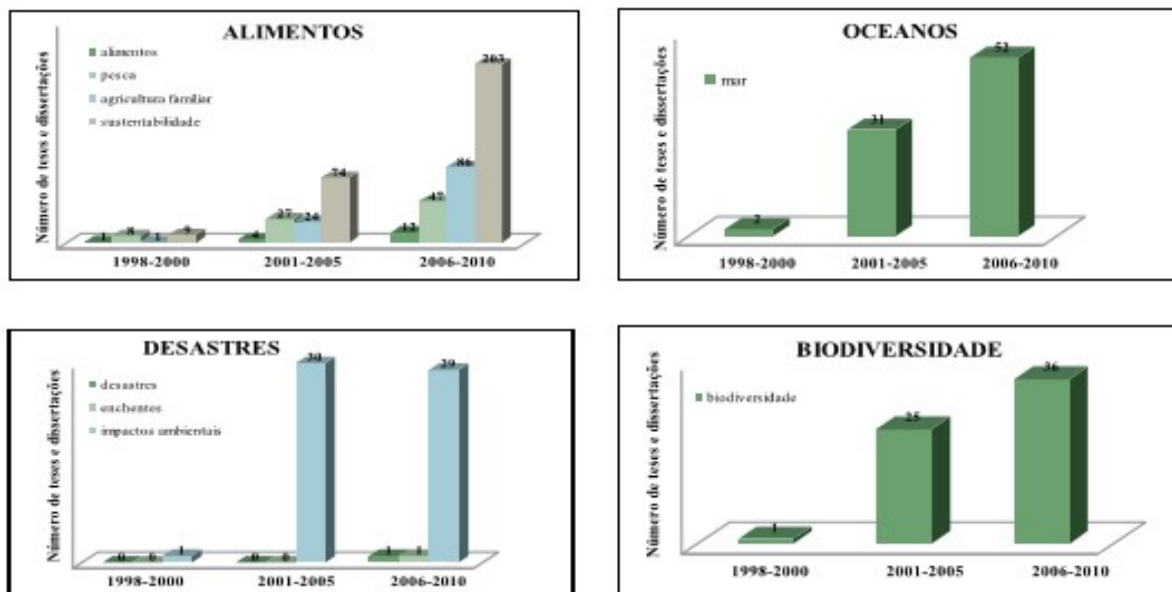 ALIMENTOS
Número de teses e dissertações
alimentos
pesca
agricultura familiar
sustentabilidade
1 8 1 9
4 27 24 74
12 47 86 203
1998-2000 2001-2005 2006-2010
OCEANOS
Número de teses e dissertações
mar
2 31 52
1998-2000 2001-2005 2006-2010
DESASTRES
Número de teses e dissertações
desastres
enchentes
impactos ambientais
0 1
0 30
1 29
1998-2000 2001-2005 2006-2010
BIODIVERSIDADE
Número de teses e dissertações
biodiversidade
1 25 36
1998-2000 2001-2005 2006-2010